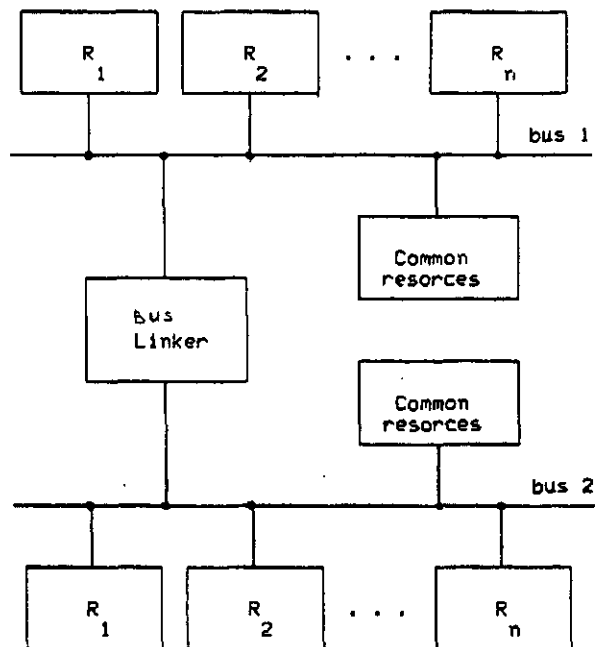 R 1
R 2
. . .
R n
bus 1
Common
resorces
Bus
Linker
Common
resorces
bus 2
R 1
R 2
. . .
R n